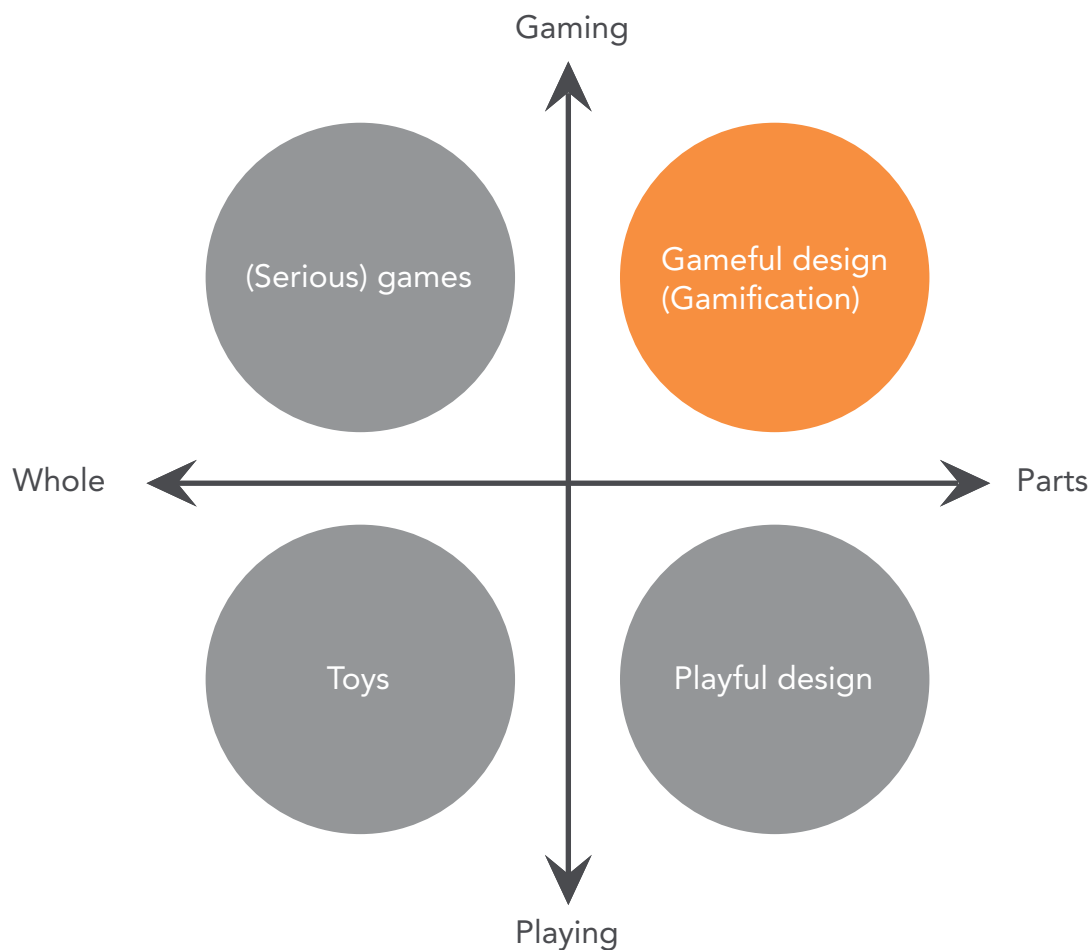 Gaming
(Serious) games
Gameful design
(Gamification)
Whole
Parts
Toys
Playful design
Playing